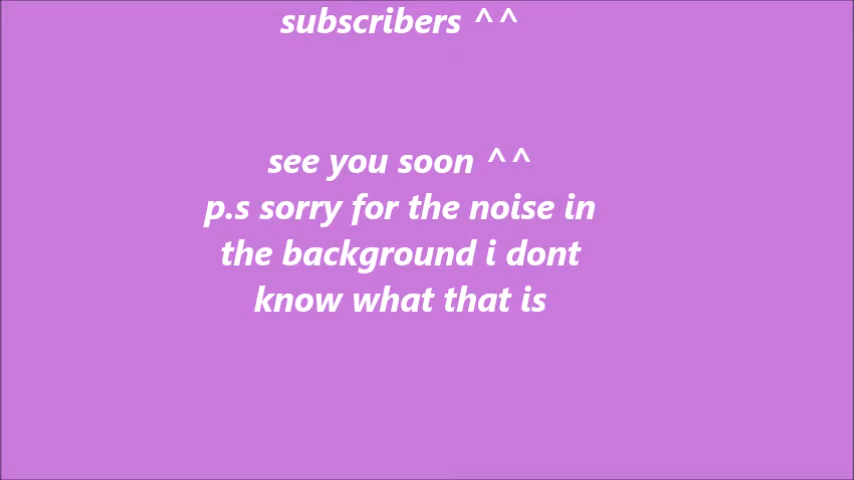 subscribers ^^
see you soon ^^
p.s sorry for the noise in
the background i dont
know what that is